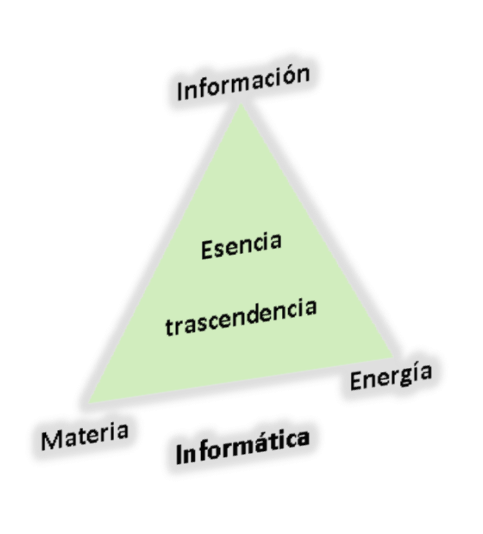 Información
Esencia
trascendencia
Energía
Materia
Informática